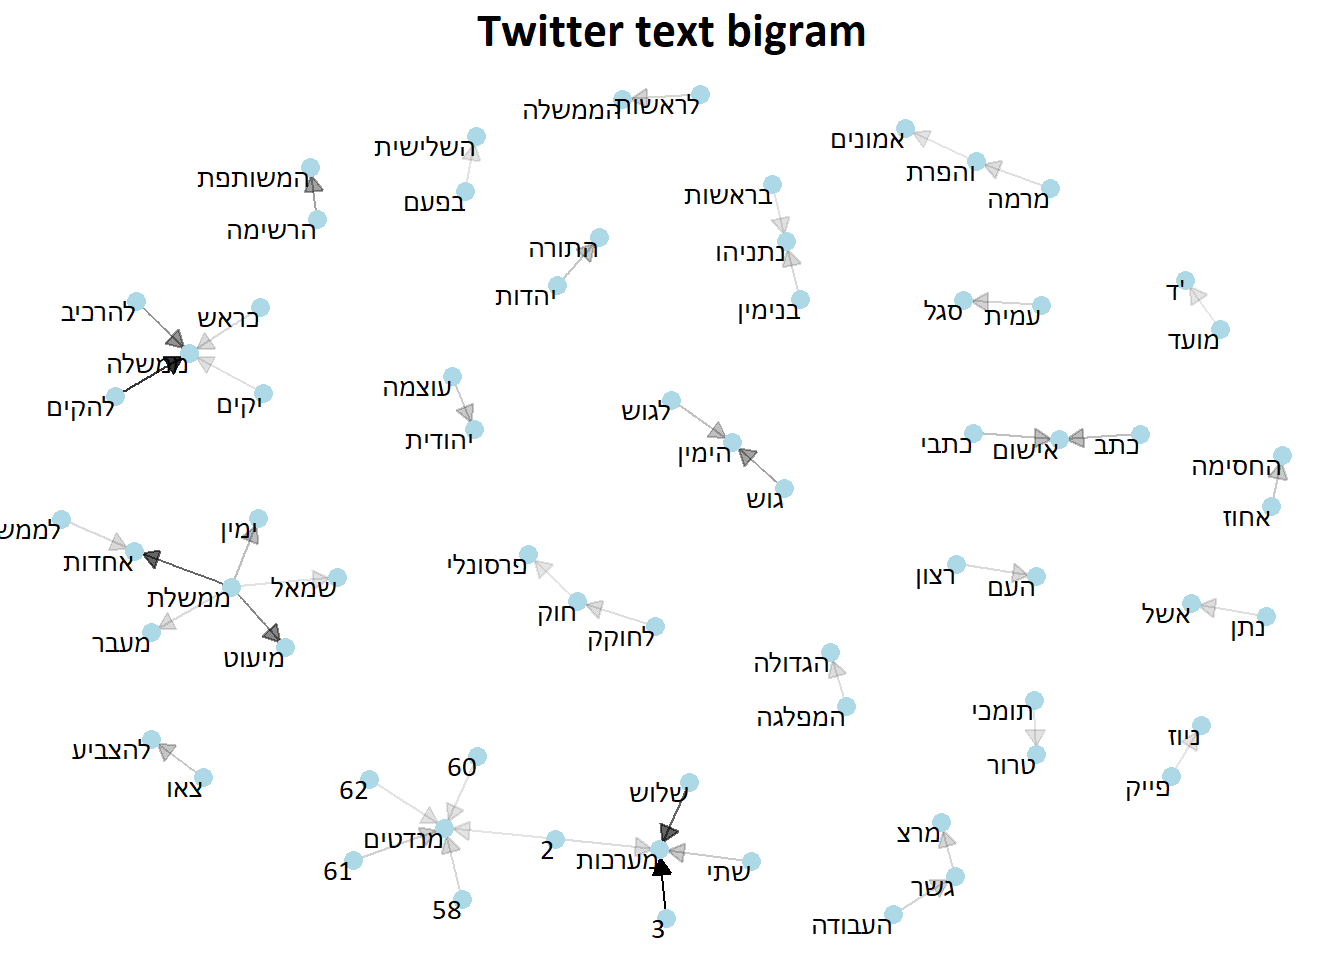 Twitter text bigram
לראשות
הממשלה
אמונים
השלישית
והפרת
המשותפת
מרמה
בראשות
בפעם
הרשימה
התורה
נתניהו
ד'
יהדות
להרכיב
בנימין
סגל
עמית
כראש
מועד
ממשלה
עוצמה
יקים
להקים
לגוש
יהודית
הימין
כתבי
אישום
כתב
החסימה
גוש
אחוז
ימין
לממש
אחדות
פרסונלי
שמאל
רצון
העם
ממשלת
חוק
אשל
נתן
לחוקק
מעבר
מיעוט
הגדולה
תומכי
המפלגה
ניוז
להצביע
טרור
60
צאו
62
שלוש
פייק
מרצ
מנדטים
2
מערכות
שתי
61
גשר
58
3
העבודה